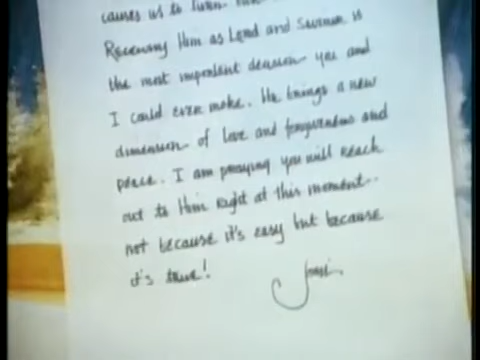 causes us to turn
Receiving Him as Lord and Saviour is
the most important decision you and
I could ever make. He brings a new
dimension of love and forgiveness and
peace. I am praying you will reach
out to Him right at this moment.
not because it's easy but because
it's true!
Joni